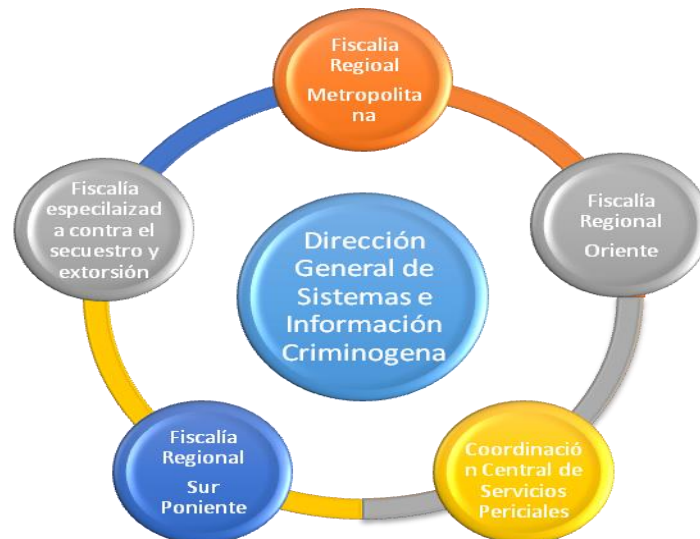 Fiscalia
Regioal
Metropolita
na
Fiscalía
Regional
Oriente
Coordinació
n Central de
Servicios
Periciales
Fiscalía
Regional
Sur
Poniente
Fiscalía
especilaizad
a contra el
secuestro y
extorsión
Dirección
General de
Sistemas e
Información
Criminogena